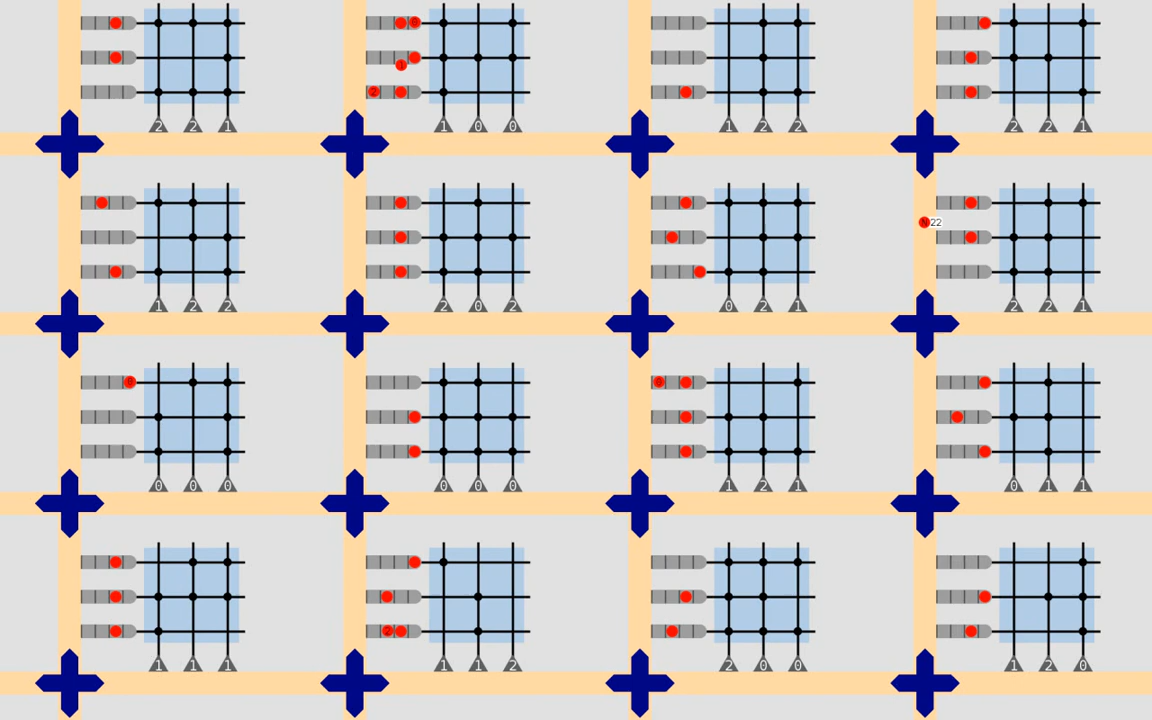 2 2 1 1 0 0 1 2 2 2 2 1
1 2 2 2 0 2 0 2 1 2 2 1
N 22
0 0 0 0 0 0 1 2 1 0 1 1
1 1 1 1 1 2 2 0 0 1 2 0